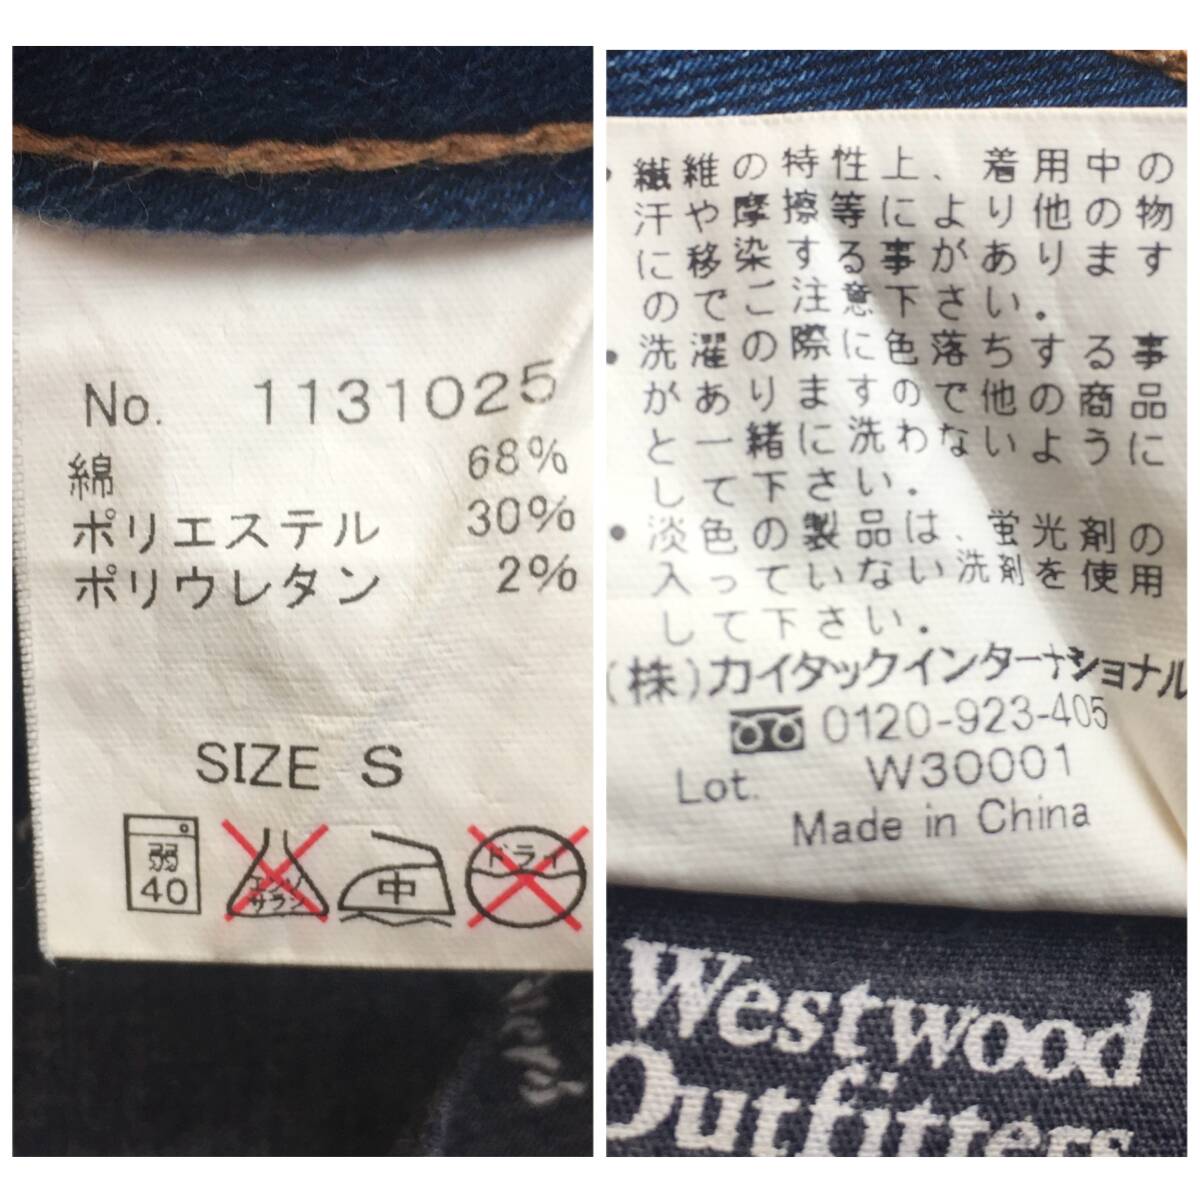 No. 1131025
綿 68%
ポリエステル 30%
ポリウレタン 2%
SIZE S
弱
40
エンソ
サラシ
中
ドライ
・繊維の特性上、着用中の
汗や摩擦等により他の物
に移染する事があります
のでご注意下さい.
・洗濯の際に色落ちする事
がありますので他の商品
と一緒に洗わないように
して下さい.
・淡色の製品は、蛍光剤の
入っていない洗剤を使用
して下さい.
(株)カイタックインターナショナル
0120-923-405
Lot. W30001
Made in China
Westwood
Outfitters